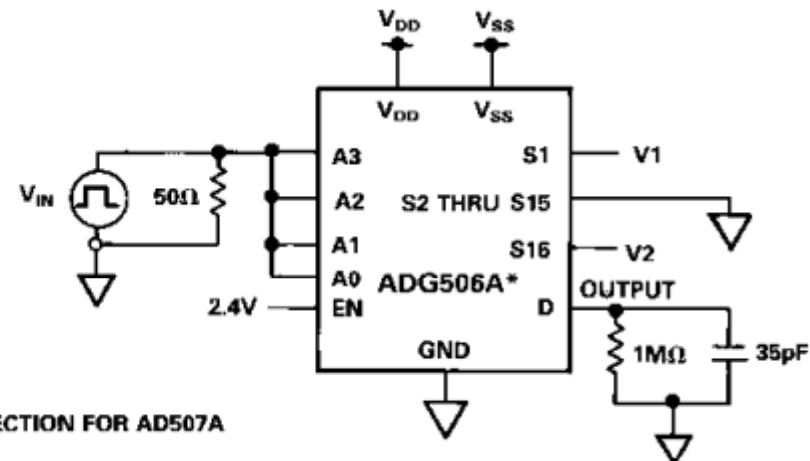 VDD
VSS
VDD
VSS
A3
S1
V1
VIN
50Ω
A2
S2 THRU S15
A1
S16
V2
A0
ADG506A*
OUTPUT
2.4V
EN
D
1MΩ
35pF
GND
ECTION FOR AD507A